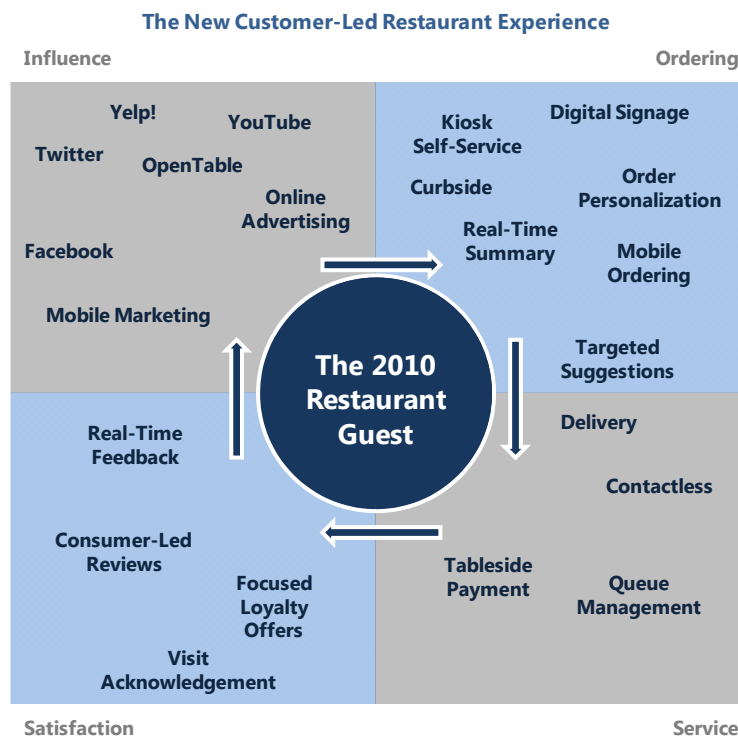 The New Customer-Led Restaurant Experience
Influence
Ordering
Yelp!
YouTube
Twitter
OpenTable
Online
Advertising
Facebook
Mobile Marketing
Kiosk
Self-Service
Digital Signage
Curbside
Order
Personalization
Real-Time
Summary
Mobile
Ordering
Targeted
Suggestions
The 2010
Restaurant
Guest
Real-Time
Feedback
Consumer-Led
Reviews
Focused
Loyalty
Offers
Visit
Acknowledgement
Delivery
Contactless
Tableside
Payment
Queue
Management
Satisfaction
Service